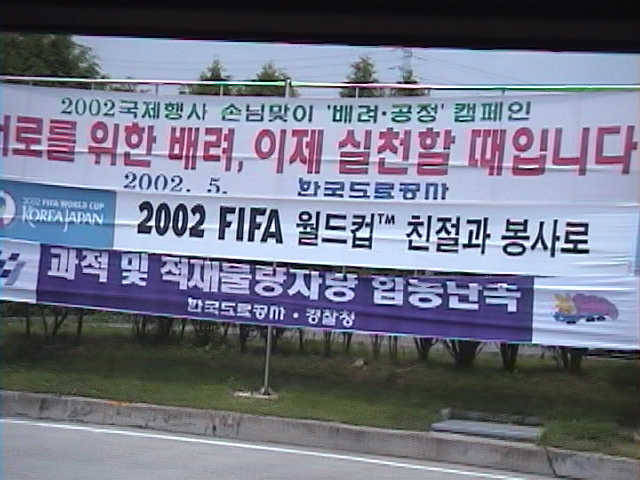 2002국제행사 손님맞이 '배려·공정' 캠페인
서로를 위한 배려, 이제 실천할 때입니다
2002. 5. 한국도로공사
2002 FIFA WORLD CUP
KOREA JAPAN
2002 FIFA 월드컵™ 친절과 봉사로
과적 및 적재불량차량 합동단속
한국도로공사 · 경찰청